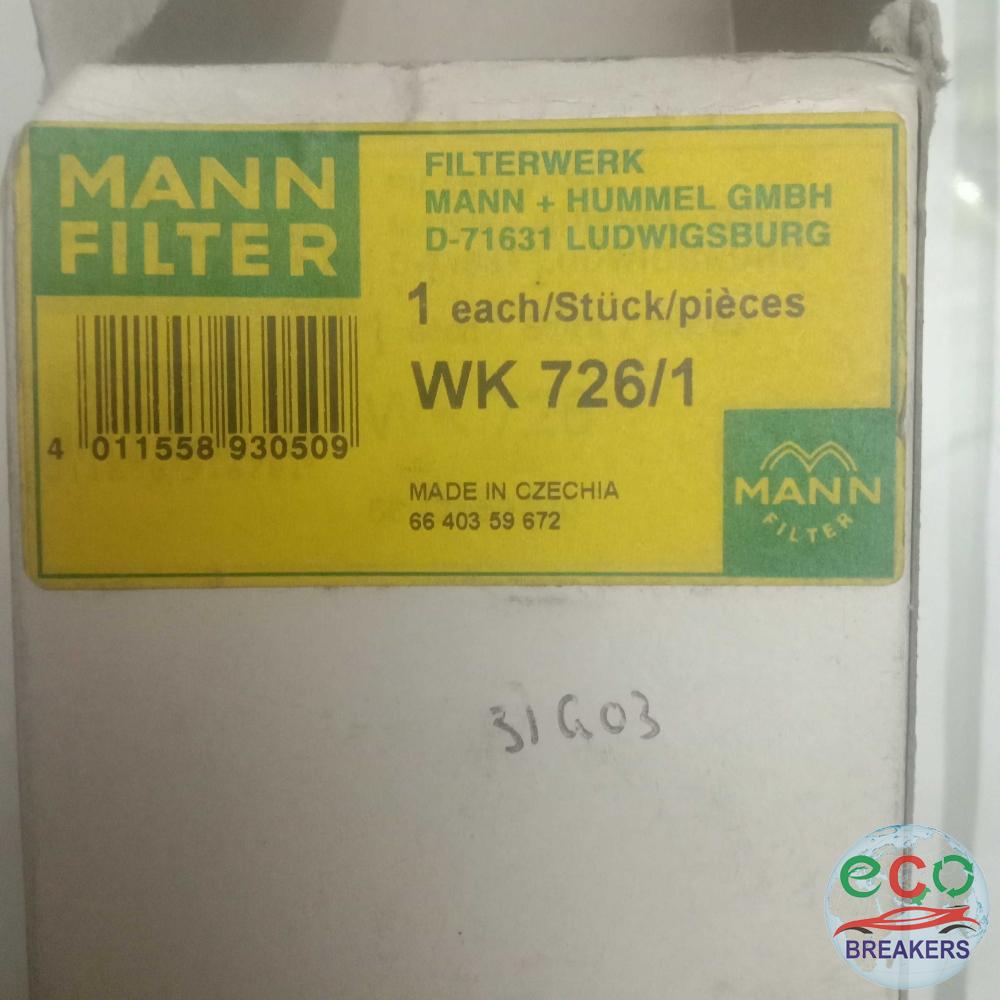 MANN
FILTER
FILTERWERK
MANN + HUMMEL GMBH
D-71631 LUDWIGSBURG
1 each/Stück/pièces
WK 726/1
4 011558 930509
MADE IN CZECHIA
66 403 59 672
MANN
FILTER
31G03
eco
BREAKERS